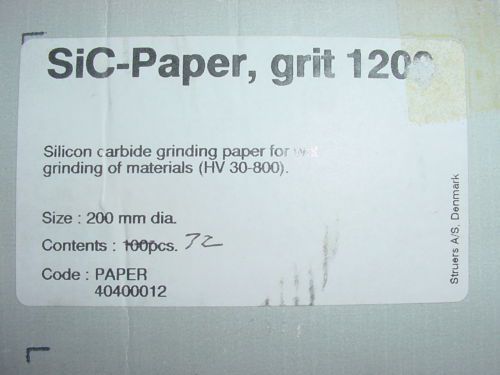 SiC-Paper, grit 1200
Silicon carbide grinding paper for wet
grinding of materials (HV 30-800).
Size : 200 mm dia.
Contents : 100pcs. 72
Code : PAPER
40400012
Struers A/S, Denmark